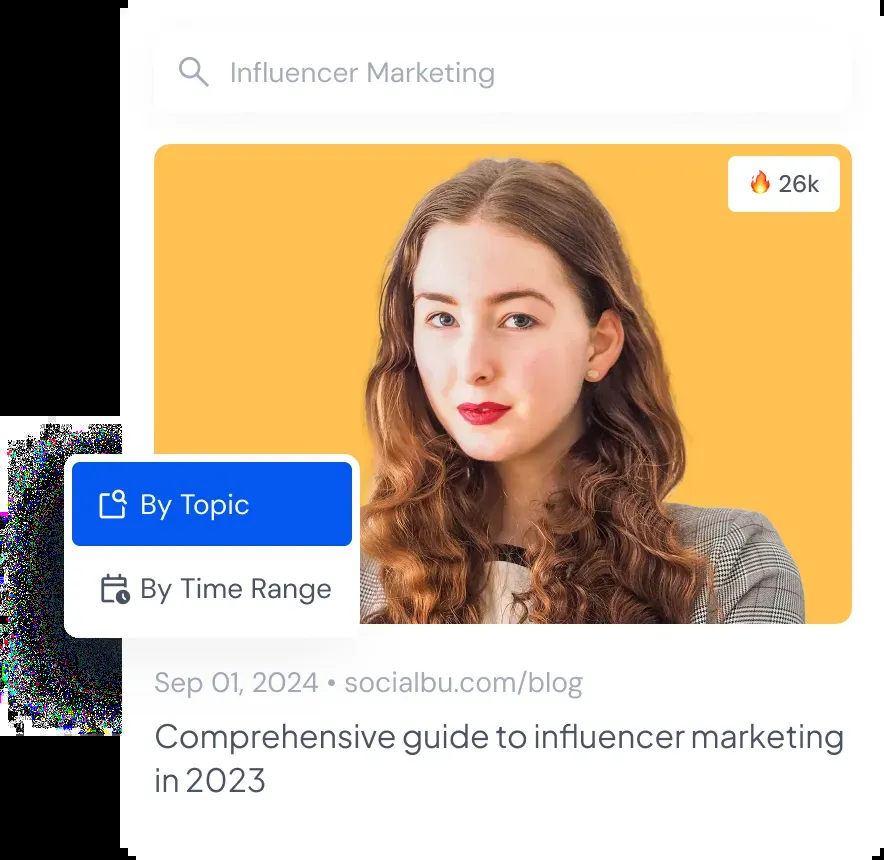 Influencer Marketing
26k
By Topic
By Time Range
Sep 01, 2024 • socialbu.com/blog
Comprehensive guide to influencer marketing
in 2023